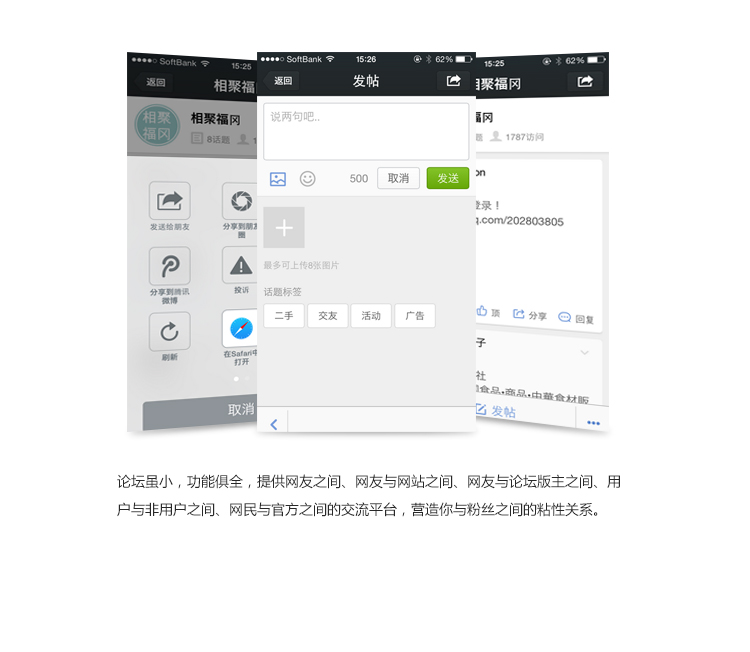 SoftBank 15:25
返回 相聚福
相聚福冈
相聚福冈
8话题
发送给朋友
分享到朋友圈
分享到腾讯微博
投诉
刷新
在Safari中打开
取消
SoftBank 15:26 62%
返回 发帖
说两句吧..
500 取消 发送
最多可上传8张图片
话题标签
二手 交友 活动 广告
15:25 62%
相聚福冈
福冈
题 1787访问
on
登录！
q.com/202803805
顶 分享 回复
子
社
食品•商品•中華食材販
发帖
论坛虽小，功能俱全，提供网友之间、网友与网站之间、网友与论坛版主之间、用
户与非用户之间、网民与官方之间的交流平台，营造你与粉丝之间的粘性关系。